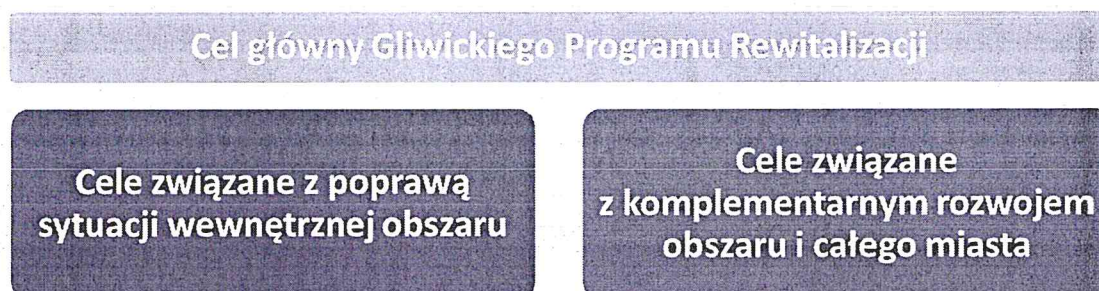 Cel główny Gliwickiego Programu Rewitalizacji
Cele związane z poprawą
sytuacji wewnętrznej obszaru
Cele związane
z komplementarnym rozwojem
obszaru i całego miasta